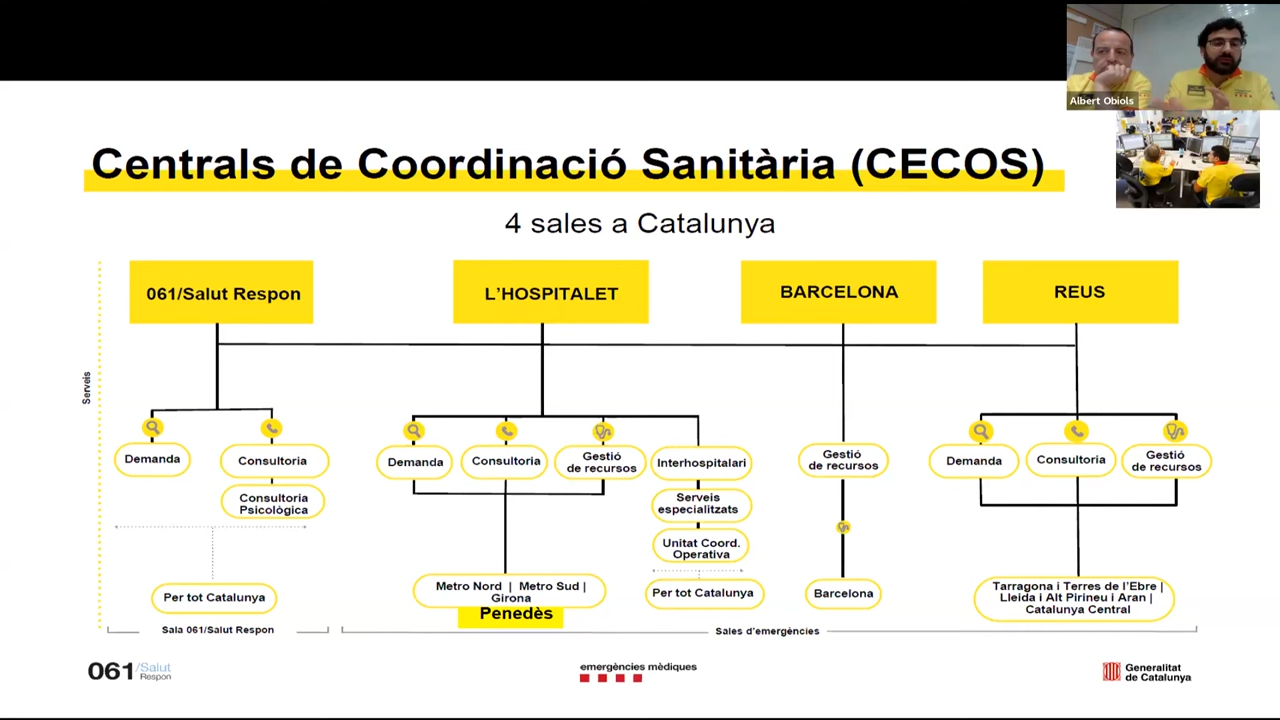 Albert Obiols
Centrals de Coordinació Sanitària (CECOS)
4 sales a Catalunya
Serveis
061/Salut Respon
L'HOSPITALET
BARCELONA
REUS
Demanda
Consultoria
Consultoria
Psicològica
Per tot Catalunya
Demanda
Consultoria
Gestió
de recursos
Interhospitalari
Serveis
especialitzats
Unitat Coord.
Operativa
Metro Nord | Metro Sud |
Girona
Penedès
Per tot Catalunya
Gestió
de recursos
Barcelona
Demanda
Consultoria
Gestió
de recursos
Tarragona i Terres de l'Ebre |
Lleida i Alt Pirineu i Aran |
Catalunya Central
Sala 061/Salut Respon
Sales d'emergències
061/Salut
Respon
emergències mèdiques
Generalitat
de Catalunya